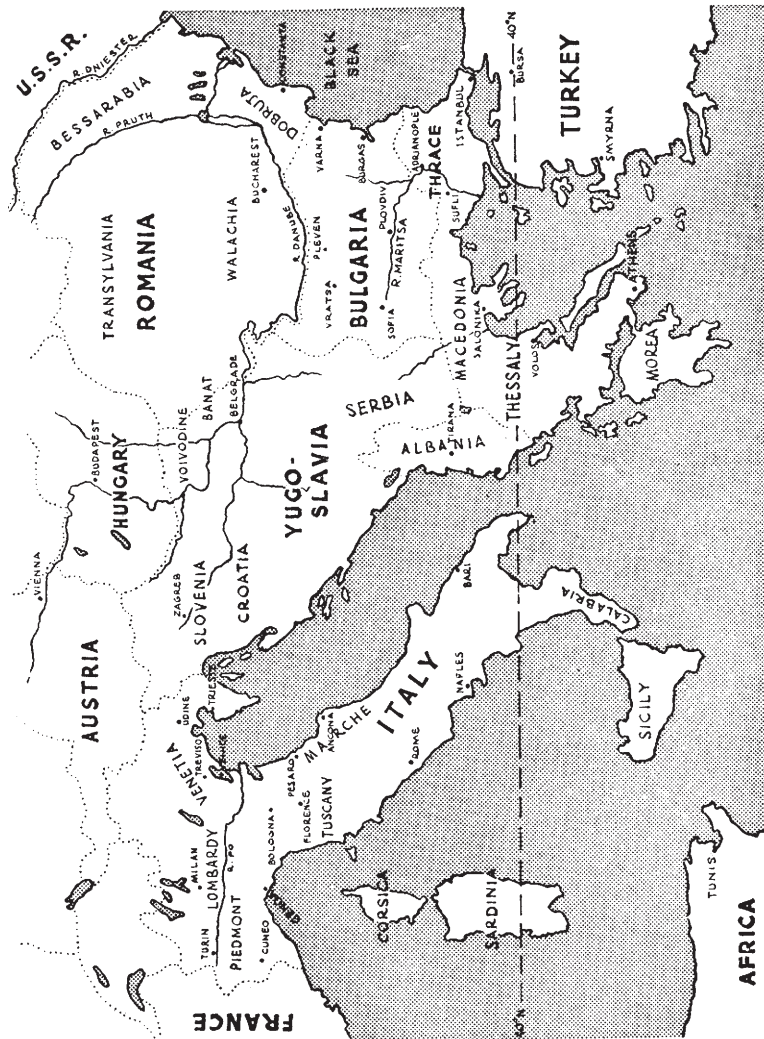 U.S.S.R.
R. DNIESTER
BESSARABIA
R. PRUTH
TRANSYLVANIA
ROMANIA
WALACHIA
BUCHAREST
DOBRUJA
KONSTANTA
BLACK
SEA
R. DANUBE
VARNA
PLEVEN
VRATSA
BURGAS
BULGARIA
PLOVDIV
R. MARITSA
SOFIA
ADRIANOPLE
THRACE
SUFLI
ISTANBUL
40°N
BURSA
TURKEY
SMYRNA
MACEDONIA
SALONIKA
THESSALY
VOLOS
ATHENS
MOREA
VIENNA
AUSTRIA
BUDAPEST
HUNGARY
VOIVODINE
BANAT
BELGRADE
SERBIA
YUGO-
SLAVIA
ALBANIA
TIRANA
ZAGREB
SLOVENIA
CROATIA
TRIESTE
UDINE
VENETIA
TREVISO
VENICE
MILAN
LOMBARDY
R. PO
TURIN
PIEDMONT
CUNEO
GENOA
BOLOGNA
FLORENCE
TUSCANY
PESARO
ANCONA
MARCHE
ITALY
ROME
NAPLES
BARI
CALABRIA
SICILY
CORSICA
SARDINIA
40°N
FRANCE
TUNIS
AFRICA